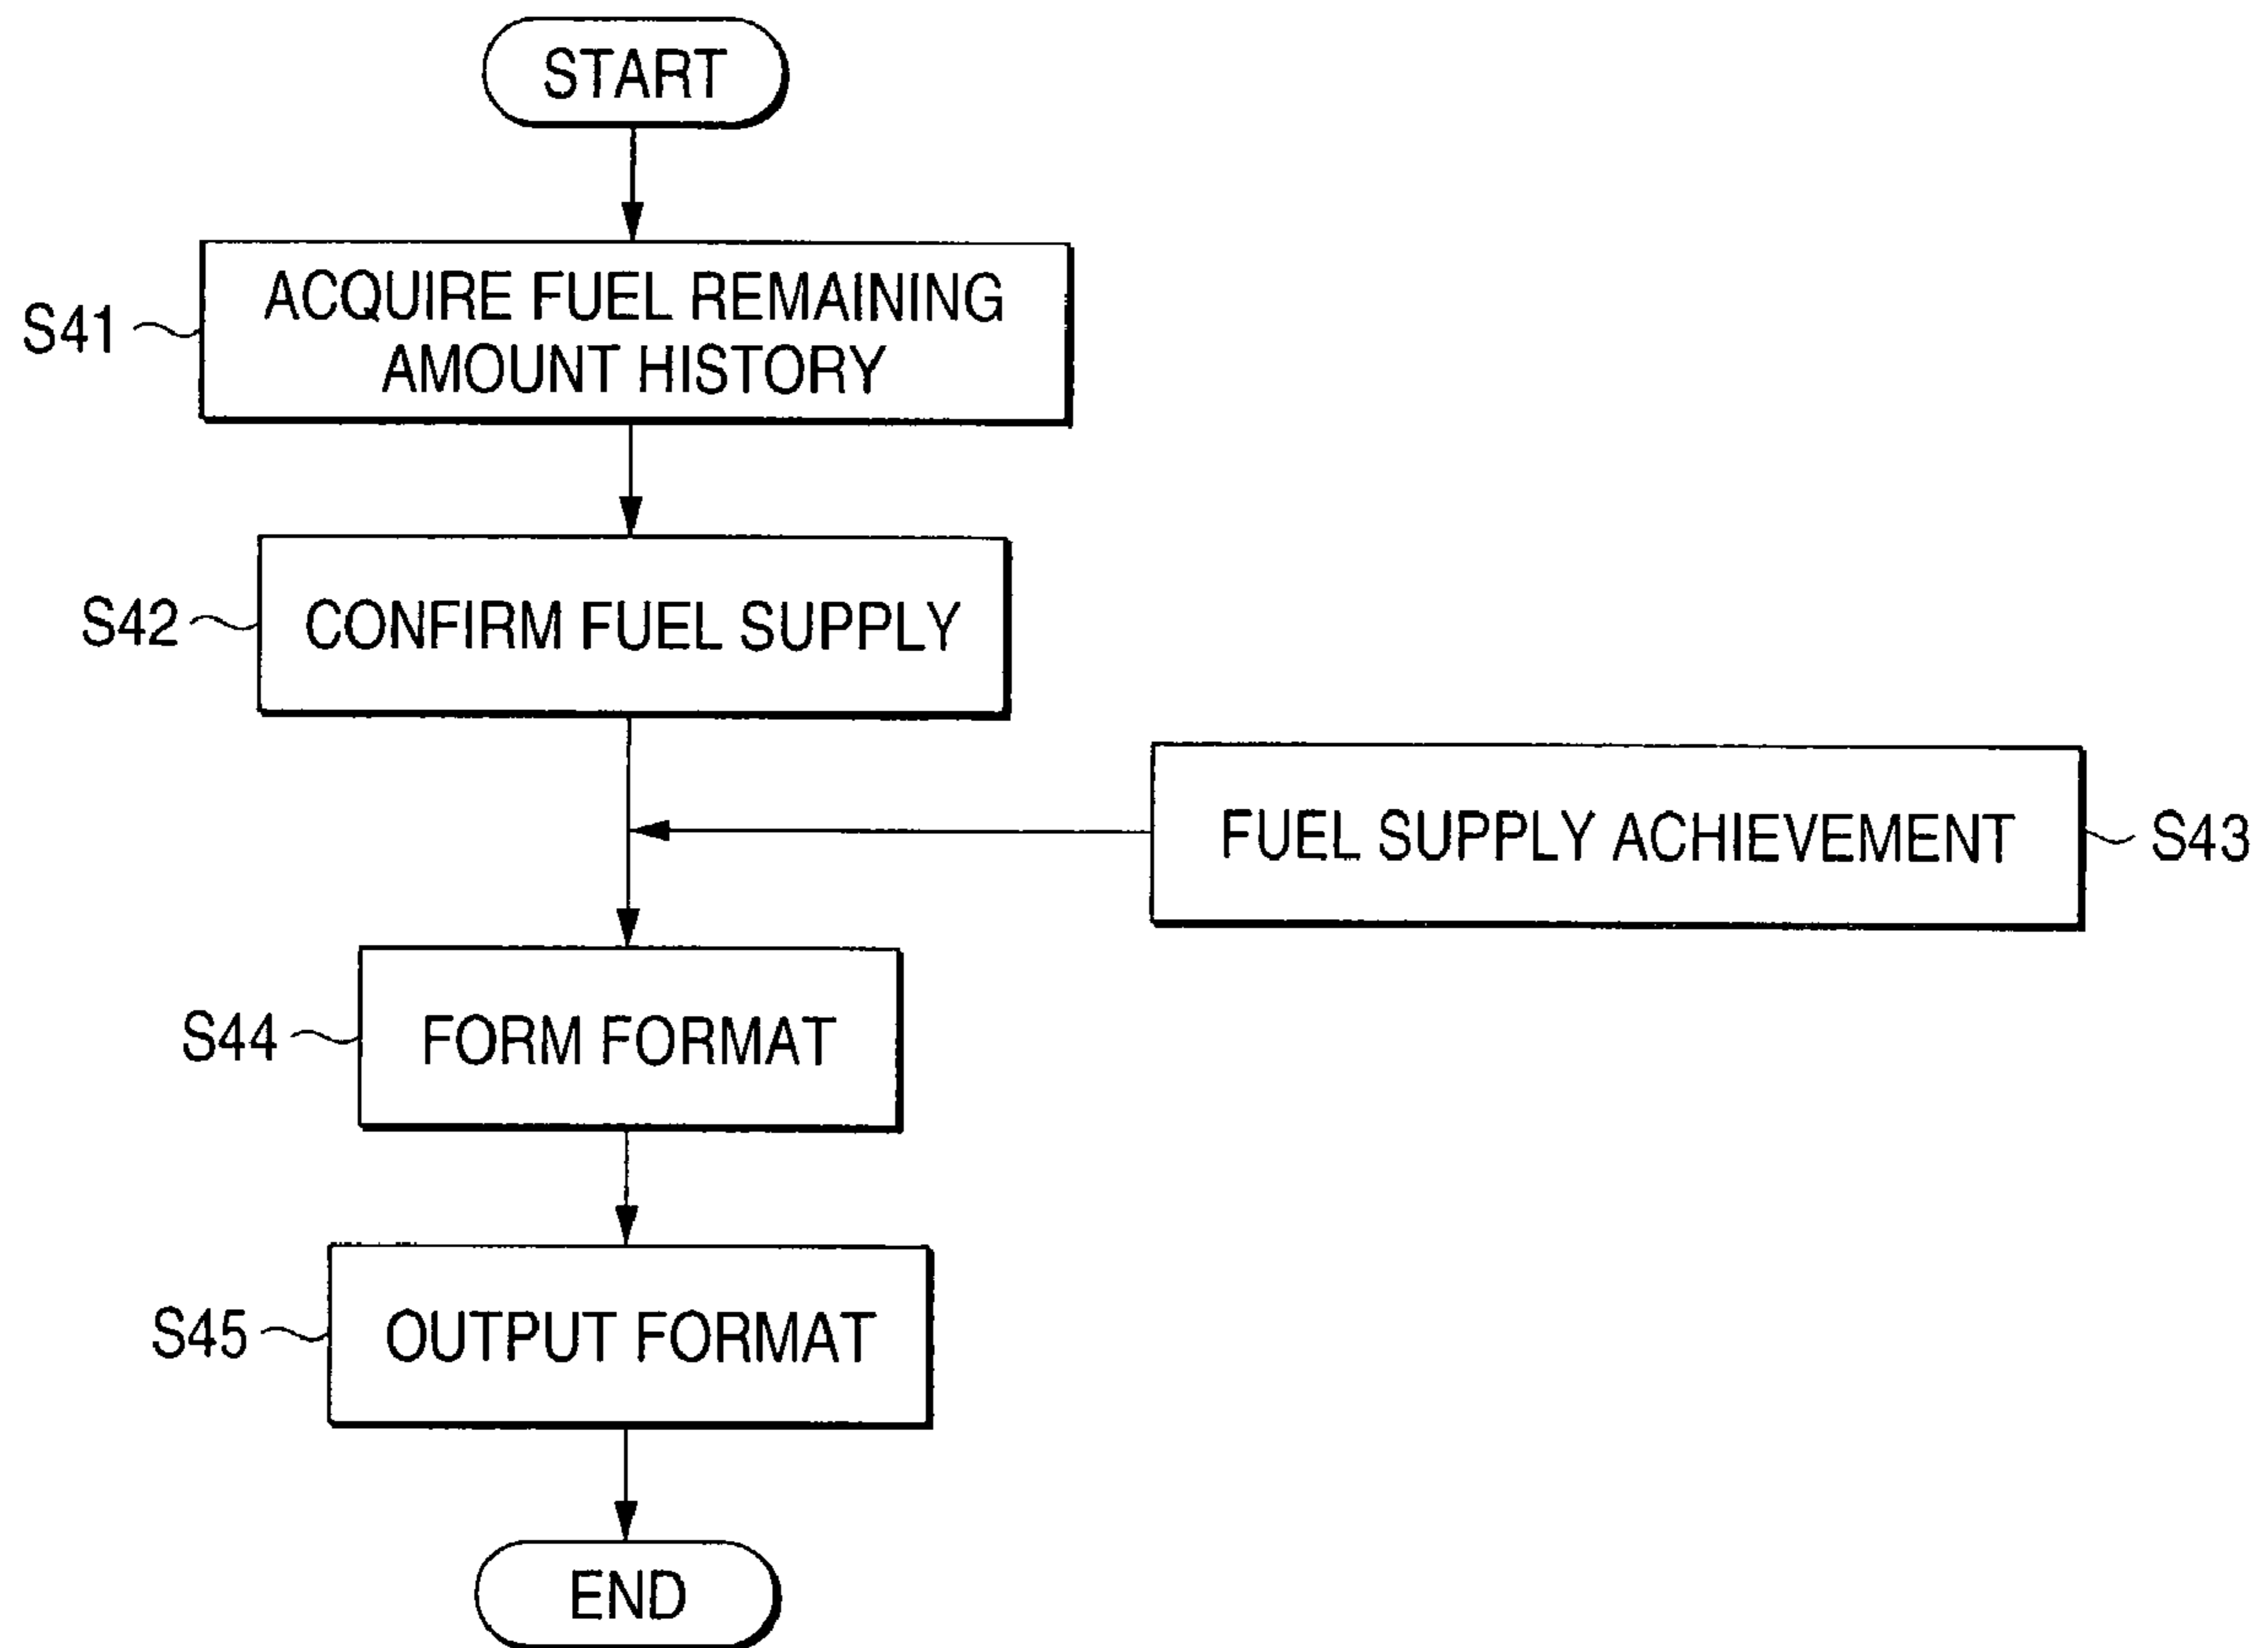 START
S41
ACQUIRE FUEL REMAINING
AMOUNT HISTORY
S42
CONFIRM FUEL SUPPLY
FUEL SUPPLY ACHIEVEMENT
S43
S44
FORM FORMAT
S45
OUTPUT FORMAT
END